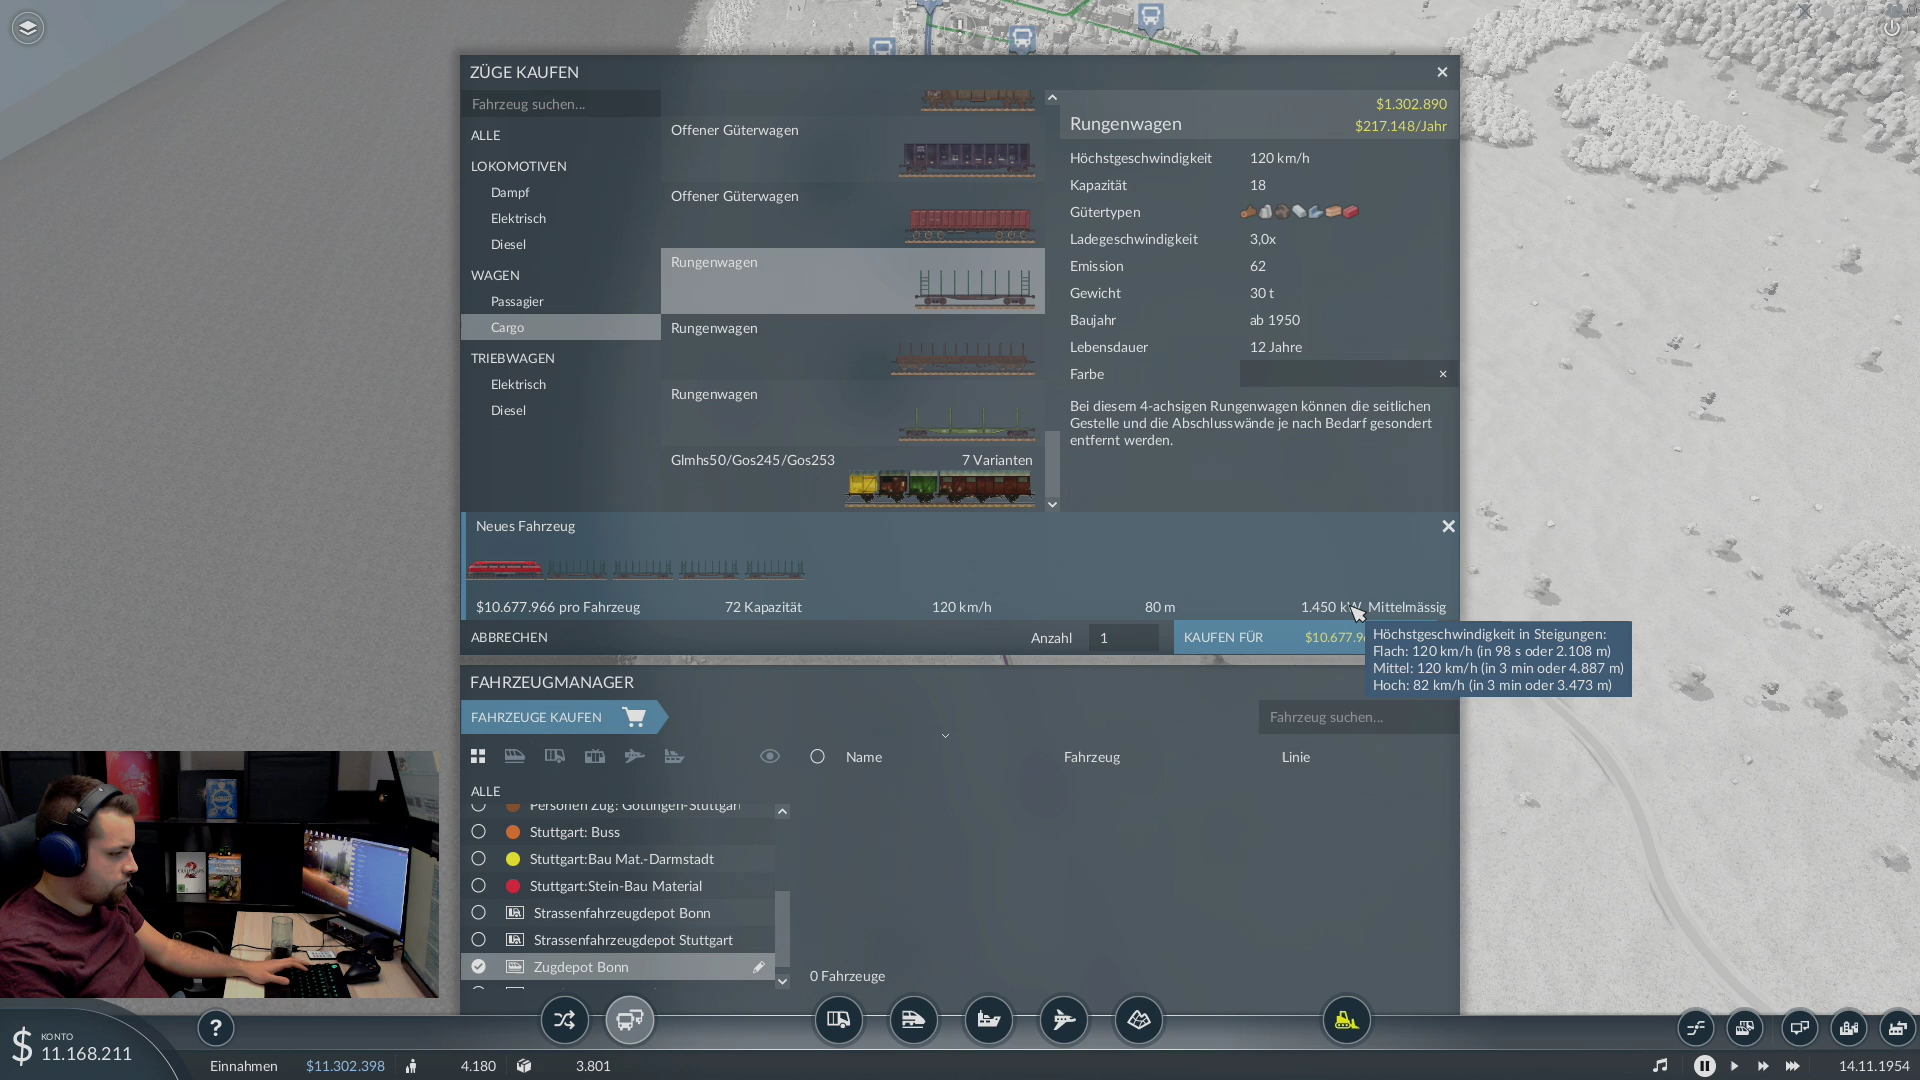 ZÜGE KAUFEN
Fahrzeug suchen...
ALLE
LOKOMOTIVEN
Dampf
Elektrisch
Diesel
WAGEN
Passagier
Cargo
TRIEBWAGEN
Elektrisch
Diesel
Offener Güterwagen
Offener Güterwagen
Rungenwagen
Rungenwagen
Rungenwagen
Glmhs50/Gos245/Gos253 7 Varianten
$1.302.890
Rungenwagen $217.148/Jahr
Höchstgeschwindigkeit 120 km/h
Kapazität 18
Gütertypen
Ladegeschwindigkeit 3,0x
Emission 62
Gewicht 30 t
Baujahr ab 1950
Lebensdauer 12 Jahre
Farbe
Bei diesem 4-achsigen Rungenwagen können die seitlichen
Gestelle und die Abschlusswände je nach Bedarf gesondert
entfernt werden.
Neues Fahrzeug
$10.677.966 pro Fahrzeug 72 Kapazität 120 km/h 80 m 1.450 kW, Mittelmässig
ABBRECHEN Anzahl 1 KAUFEN FÜR $10.677.9
Höchstgeschwindigkeit in Steigungen:
Flach: 120 km/h (in 98 s oder 2.108 m)
Mittel: 120 km/h (in 3 min oder 4.887 m)
Hoch: 82 km/h (in 3 min oder 3.473 m)
FAHRZEUGMANAGER
FAHRZEUGE KAUFEN Fahrzeug suchen...
Name Fahrzeug Linie
ALLE
Personen Zug: Göttingen-Stuttgart
Stuttgart: Buss
Stuttgart:Bau Mat.-Darmstadt
Stuttgart:Stein-Bau Material
Strassenfahrzeugdepot Bonn
Strassenfahrzeugdepot Stuttgart
Zugdepot Bonn
0 Fahrzeuge
KONTO
$ 11.168.211
?
Einnahmen $11.302.398 4.180 3.801 14.11.1954